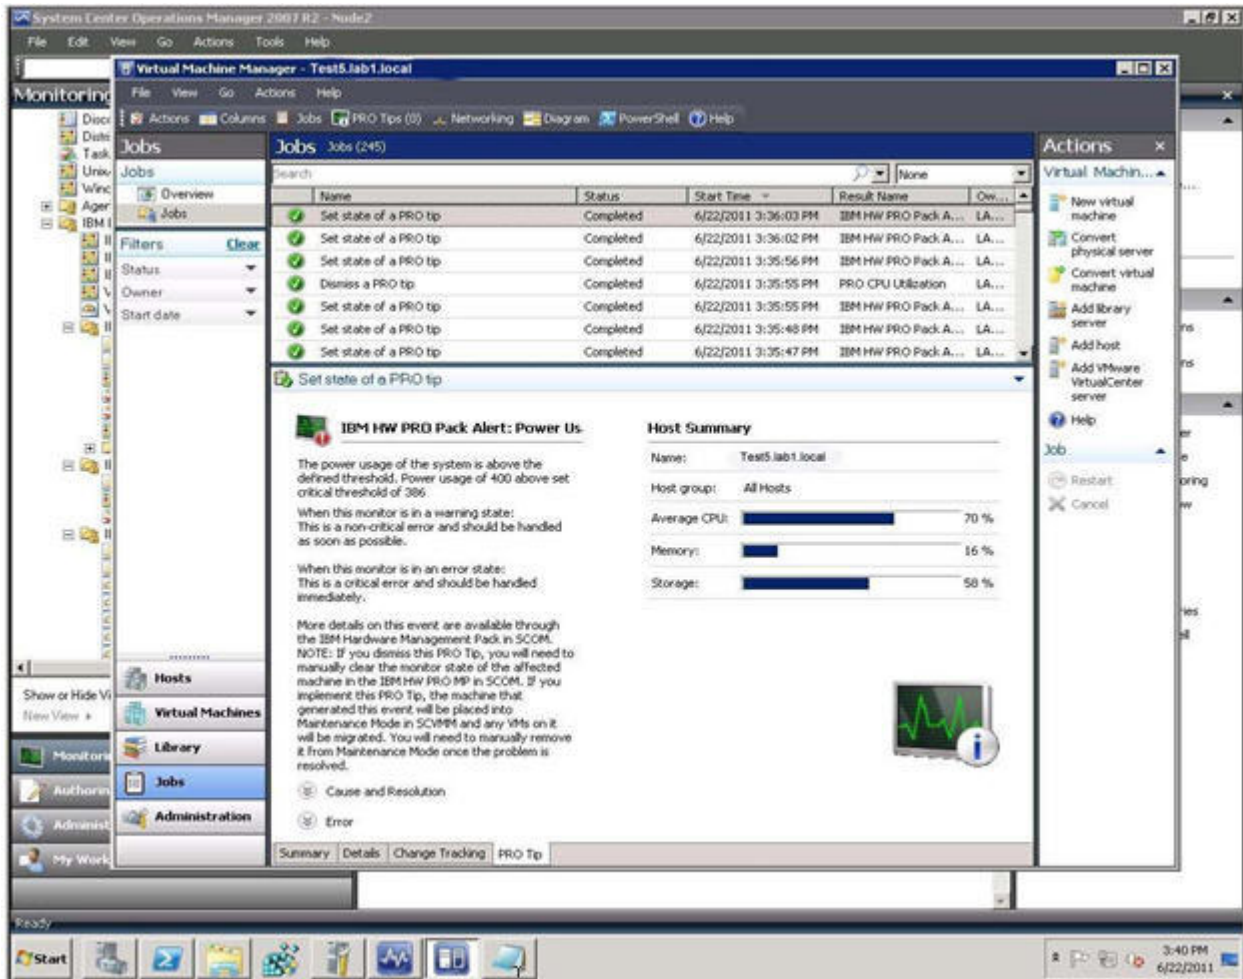 System Center Operations Manager 2007 R2 - Node2
File Edit View Go Actions Tools Help
Monitoring
Virtual Machine Manager - Test5.lab1.local
File View Go Actions Help
Actions Columns Jobs PRO Tips (0) Networking Diagram PowerShell Help
Jobs
Jobs
Overview
Jobs
Filters Clear
Status
Owner
Start date
Jobs Jobs (245)
Search None
Name Status Start Time Result Name Ow...
Set state of a PRO tip Completed 6/22/2011 3:36:03 PM IBM HW PRO Pack A... LA...
Set state of a PRO tip Completed 6/22/2011 3:36:02 PM IBM HW PRO Pack A... LA...
Set state of a PRO tip Completed 6/22/2011 3:35:56 PM IBM HW PRO Pack A... LA...
Dismiss a PRO tip Completed 6/22/2011 3:35:55 PM PRO CPU Utilization LA...
Set state of a PRO tip Completed 6/22/2011 3:35:55 PM IBM HW PRO Pack A... LA...
Set state of a PRO tip Completed 6/22/2011 3:35:48 PM IBM HW PRO Pack A... LA...
Set state of a PRO tip Completed 6/22/2011 3:35:47 PM IBM HW PRO Pack A... LA...
Set state of a PRO tip
IBM HW PRO Pack Alert: Power Us
The power usage of the system is above the
defined threshold. Power usage of 400 above set
critical threshold of 386
When this monitor is in a warning state:
This is a non-critical error and should be handled
as soon as possible.
When this monitor is in an error state:
This is a critical error and should be handled
immediately.
More details on this event are available through
the IBM Hardware Management Pack in SCOM.
NOTE: If you dismiss this PRO Tip, you will need to
manually clear the monitor state of the affected
machine in the IBM HW PRO MP in SCOM. If you
implement this PRO Tip, the machine that
generated this event will be placed into
Maintenance Mode in SCVMM and any VMs on it
will be migrated. You will need to manually remove
it from Maintenance Mode once the problem is
resolved.
Cause and Resolution
Error
Host Summary
Name: Test5.lab1.local
Host group: All Hosts
Average CPU: 70 %
Memory: 16 %
Storage: 58 %
Summary Details Change Tracking PRO Tip
Actions
Virtual Machin...
New virtual
machine
Convert
physical server
Convert virtual
machine
Add library
server
Add host
Add VMware
VirtualCenter
server
Help
Job
Restart
Cancel
Hosts
Virtual Machines
Library
Jobs
Administration
Disco
Distri
Task
Univ
Winc
Ager
IBM I
Show or Hide Vi
New View
Monitorin
Authorin
Administ
My Work
Ready
Start
3:40 PM
6/22/2011